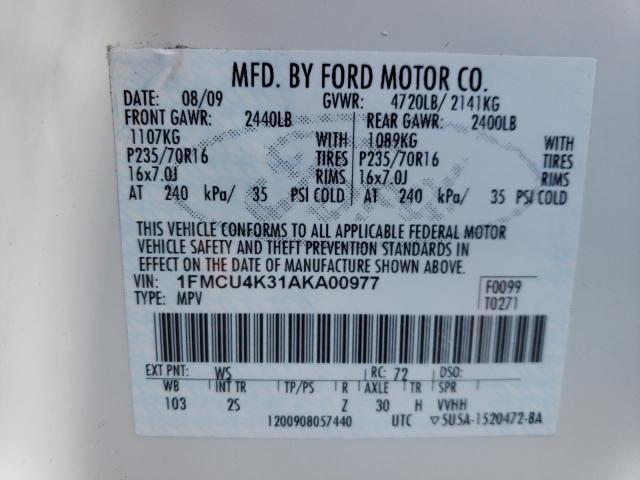 MFD. BY FORD MOTOR CO.
DATE: 08/09 GVWR: 4720LB/ 2141KG
FRONT GAWR: 2440LB REAR GAWR: 2400LB
1107KG WITH 1089KG WITH
P235/70R16 TIRES P235/70R16 TIRES
16x7.0J RIMS 16x7.0J RIMS
AT 240 kPa/ 35 PSI COLD AT 240 kPa/ 35 PSI COLD
THIS VEHICLE CONFORMS TO ALL APPLICABLE FEDERAL MOTOR
VEHICLE SAFETY AND THEFT PREVENTION STANDARDS IN
EFFECT ON THE DATE OF MANUFACTURE SHOWN ABOVE.
VIN: 1FMCU4K31AKA00977 F0099
TYPE: MPV T0271
EXT PNT: WS RC: 72 DSO:
WB INT TR TP/PS R AXLE TR SPR
103 2S Z 30 H VVHH
1200908057440 UTC ▽5U5A-1520472-BA